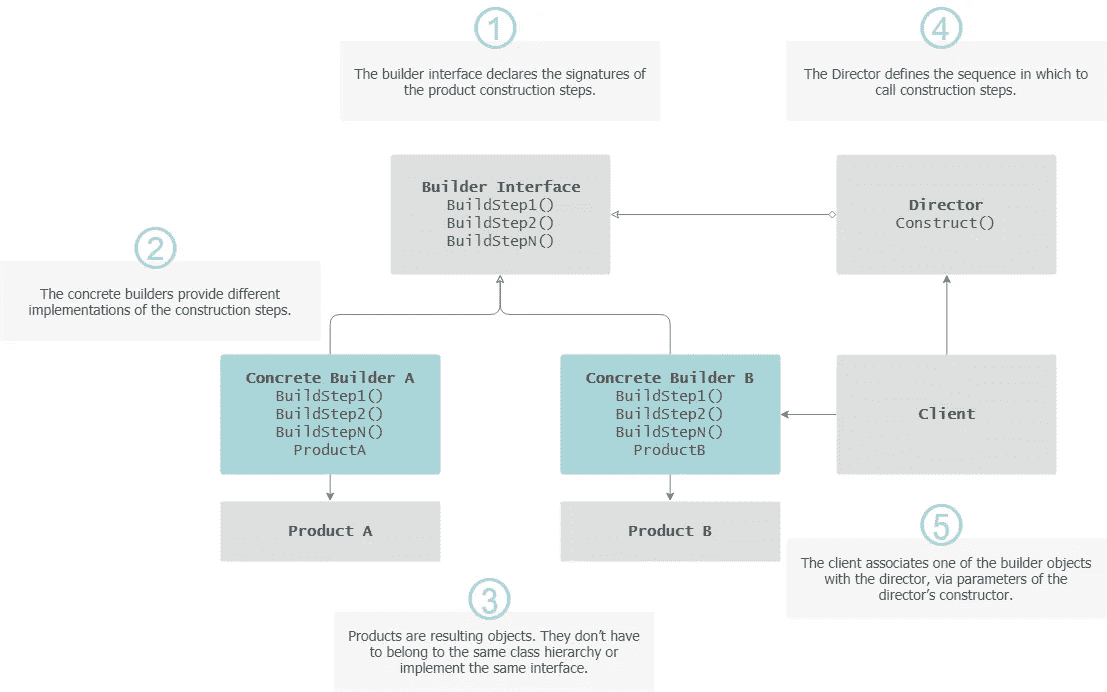 1
The builder interface declares the signatures of
the product construction steps.
4
The Director defines the sequence in which to
call construction steps.
Builder Interface
BuildStep1()
BuildStep2()
BuildStepN()
Director
Construct()
2
The concrete builders provide different
implementations of the construction steps.
Concrete Builder A
BuildStep1()
BuildStep2()
BuildStepN()
ProductA
Concrete Builder B
BuildStep1()
BuildStep2()
BuildStepN()
ProductB
Client
Product A
Product B
5
The client associates one of the builder objects
with the director, via parameters of the
director’s constructor.
3
Products are resulting objects. They don’t have
to belong to the same class hierarchy or
implement the same interface.